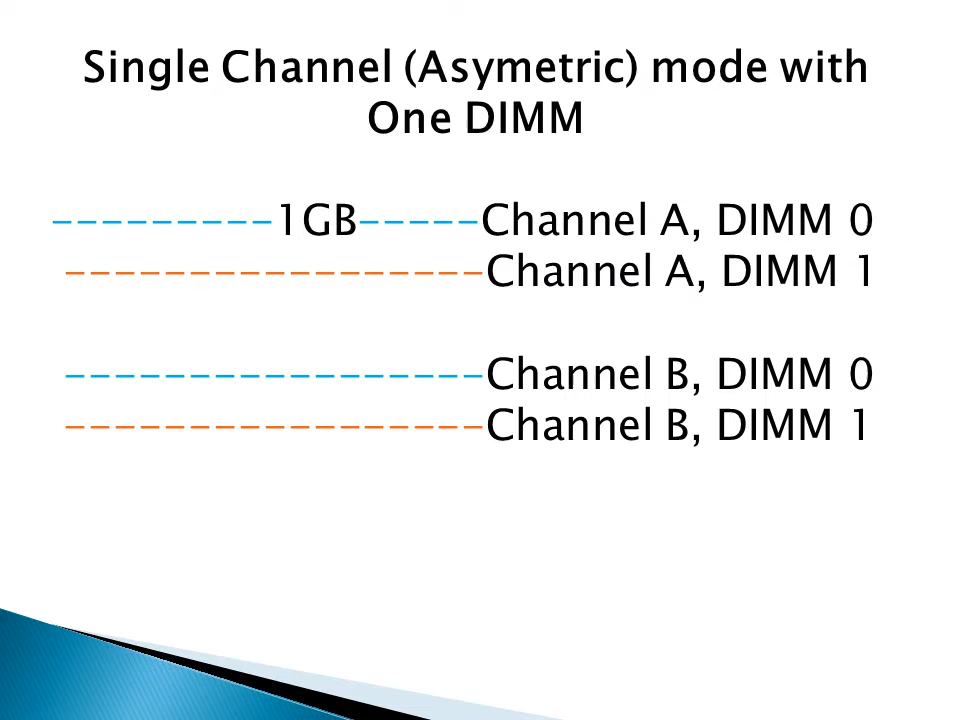 Single Channel (Asymetric) mode with
One DIMM
---------1GB-----Channel A, DIMM 0
-----------------Channel A, DIMM 1
-----------------Channel B, DIMM 0
-----------------Channel B, DIMM 1